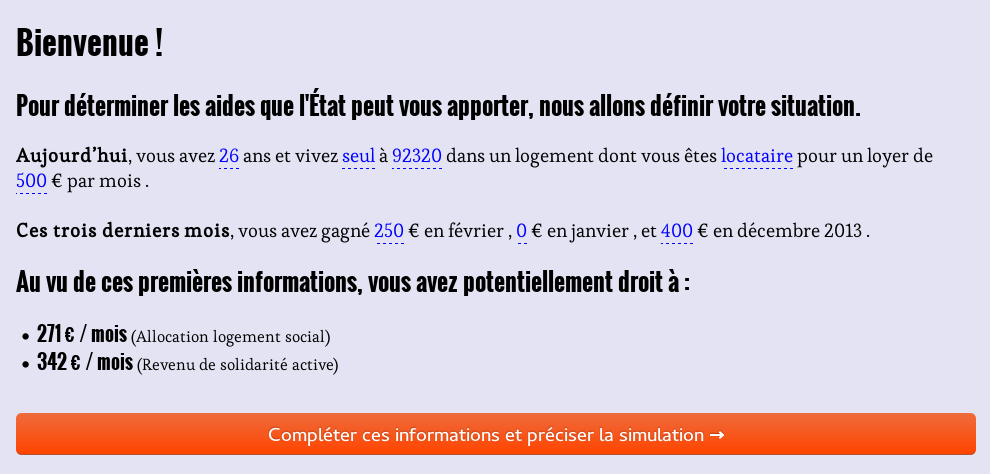 Bienvenue !
Pour déterminer les aides que l'État peut vous apporter, nous allons définir votre situation.
Aujourd’hui, vous avez 26 ans et vivez seul à 92320 dans un logement dont vous êtes locataire pour un loyer de
500 € par mois .
Ces trois derniers mois, vous avez gagné 250 € en février , 0 € en janvier , et 400 € en décembre 2013 .
Au vu de ces premières informations, vous avez potentiellement droit à :
• 271 € / mois (Allocation logement social)
• 342 € / mois (Revenu de solidarité active)
Compléter ces informations et préciser la simulation →